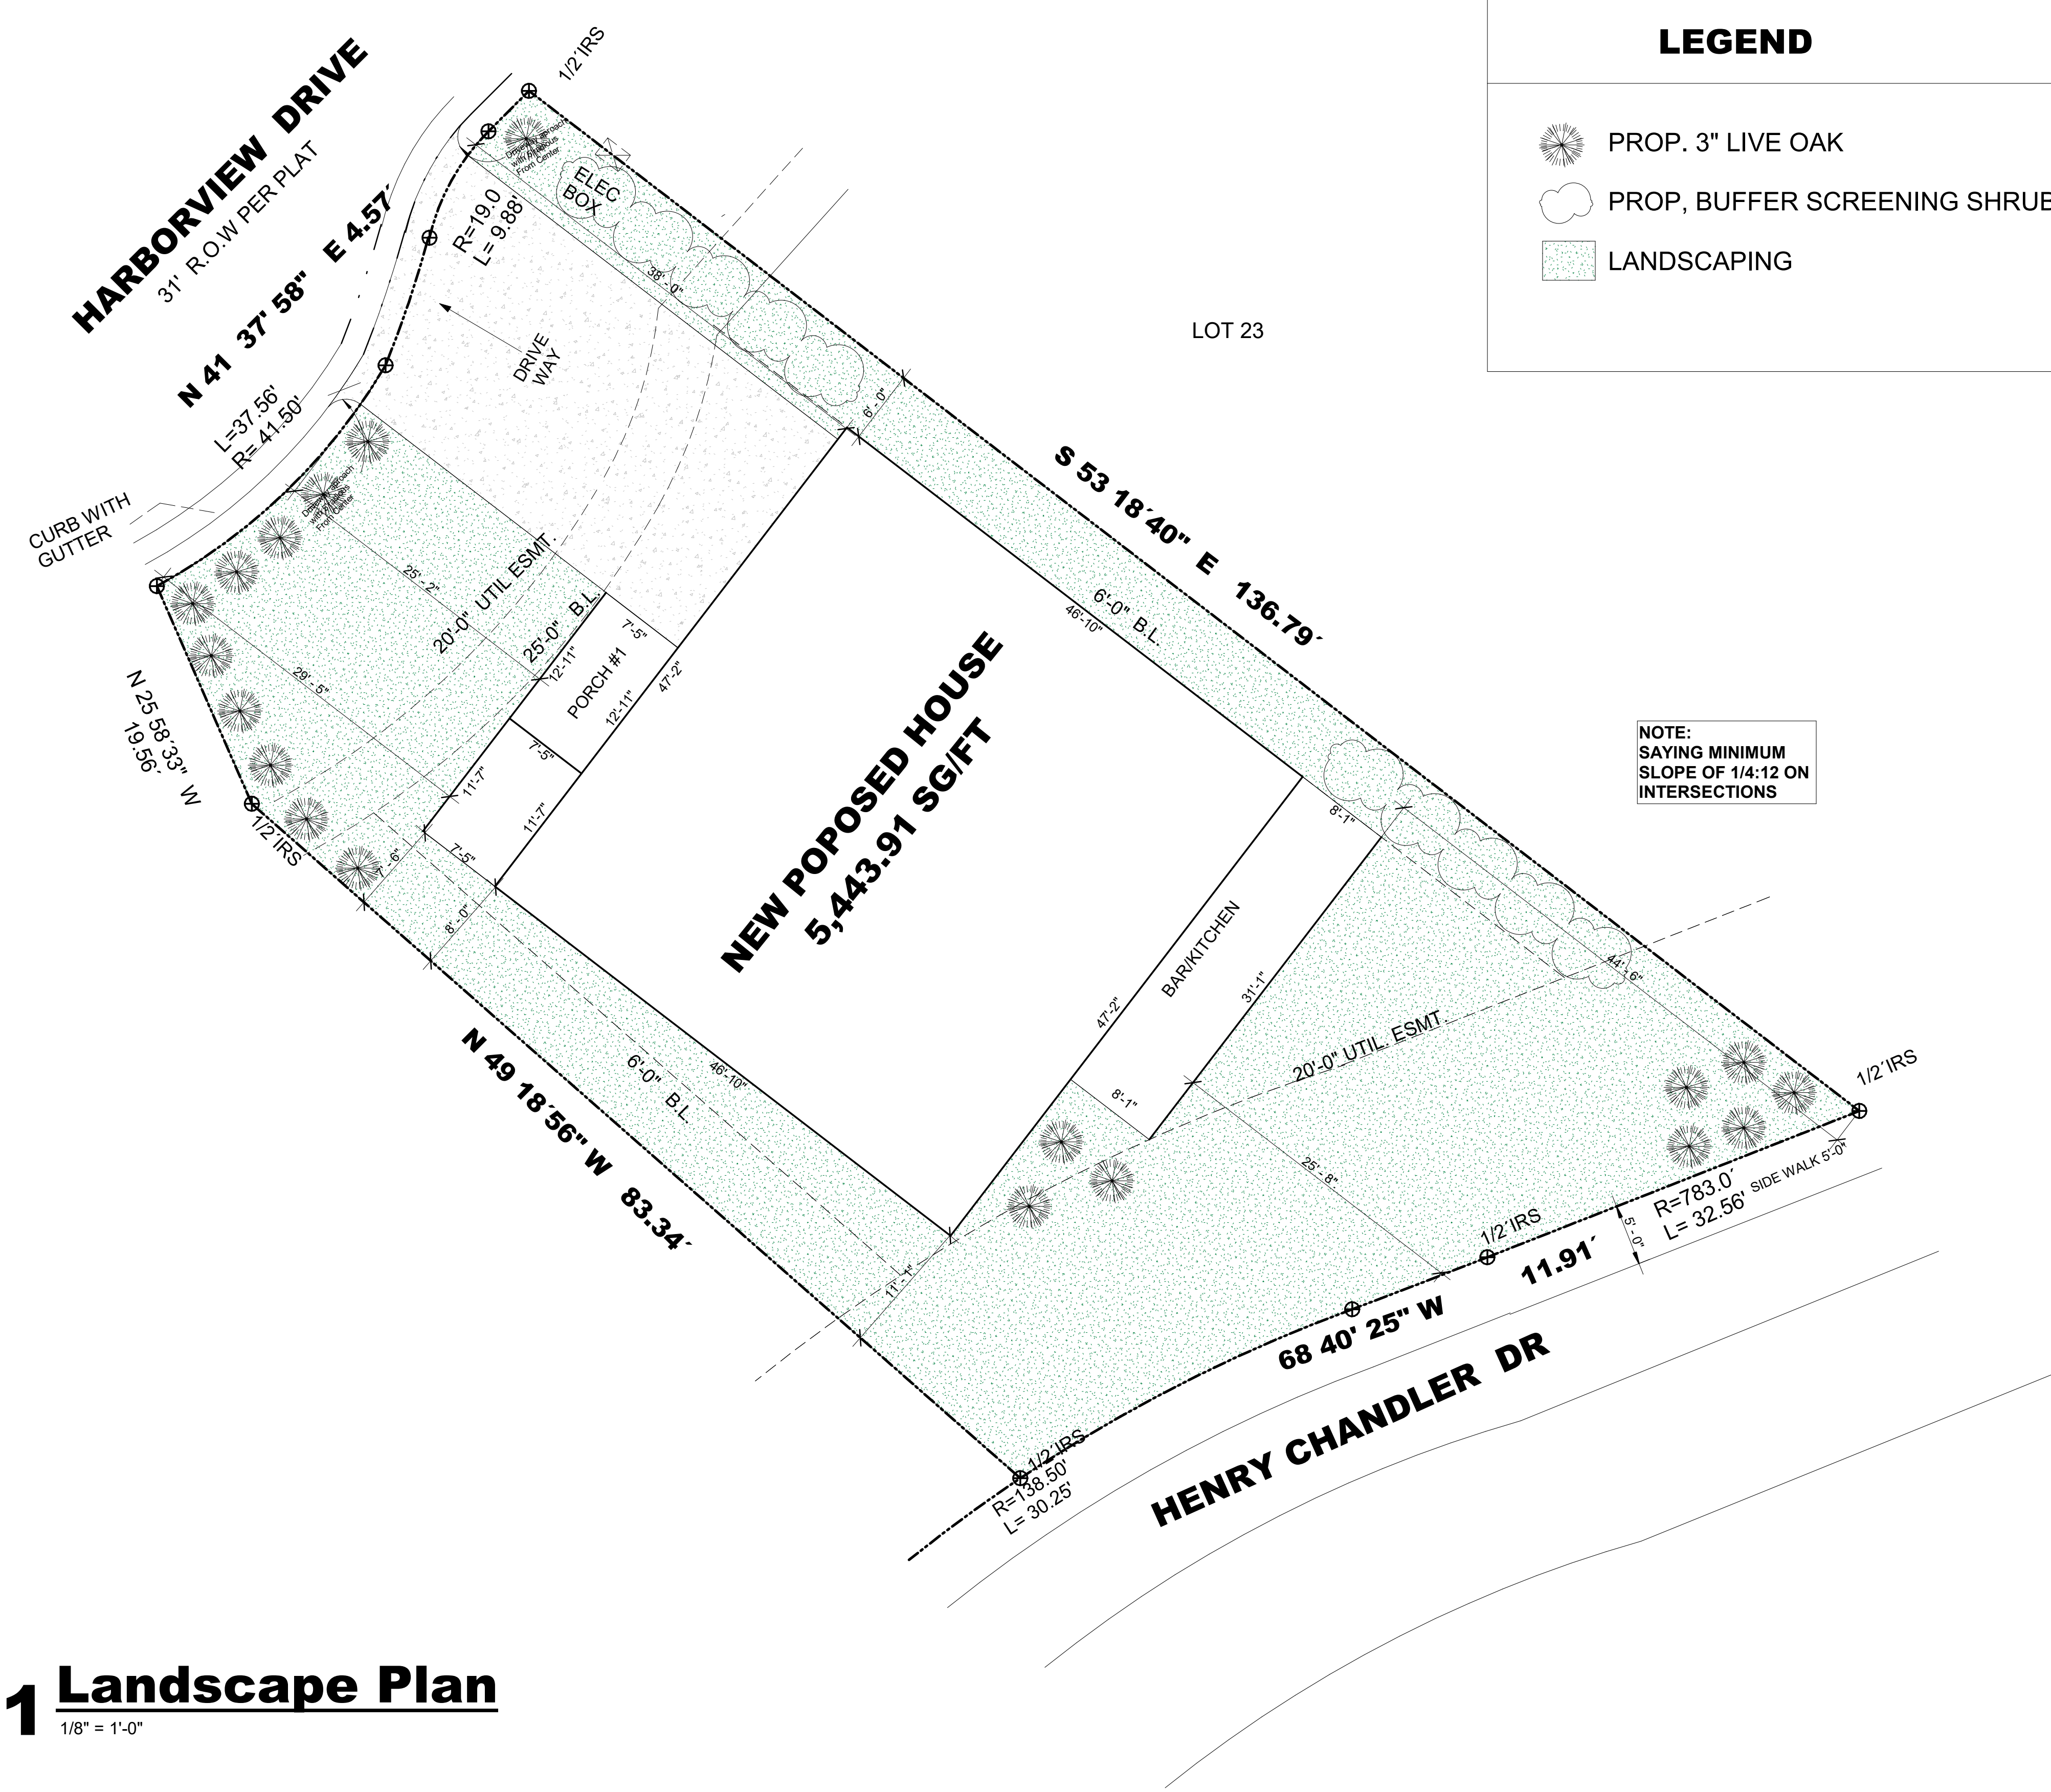 LEGEND
PROP. 3" LIVE OAK
PROP, BUFFER SCREENING SHRUB
LANDSCAPING
HARBORVIEW DRIVE
31' R.O.W PER PLAT
N 41 37' 58" E 4.57'
L=37.56'
R= 41.50'
CURB WITH
GUTTER
1/2´IRS
R=19.0
L= 9.88'
ELEC
BOX
From Center
38' - 0"
DRIVE
WAY
6' - 0"
LOT 23
S 53 18´40" E 136.79´
From Center
25' - 2"
20'-0" UTIL ESMT.
25'-0" B.L.
29' - 5"
N 25 58´33" W
19.56´
1/2´IRS
7'-5"
12'-11"
PORCH #1
12'-11"
47'-2"
7'-5"
11'-7"
11'-7"
7'-5"
7' - 6"
8' - 0"
6'-0" B.L.
46'-10"
NEW POPOSED HOUSE
5,443.91 SG/FT
NOTE:
SAYING MINIMUM
SLOPE OF 1/4:12 ON
INTERSECTIONS
8'-1"
BAR/KITCHEN
31'-1"
47'-2"
8'-1"
44' - 6"
20'-0" UTIL. ESMT.
25' - 8"
N 49 18´56" W 83.34´
6'-0" B.L.
46'-10"
11' - 1"
1/2´IRS
SIDE WALK 5'-0"
R=783.0´
L= 32.56'
5' - 0"
1/2´IRS
11.91´
68 40' 25" W
HENRY CHANDLER DR
1/2´IRS
R=138.50'
L= 30.25'
1 Landscape Plan
1/8" = 1'-0"